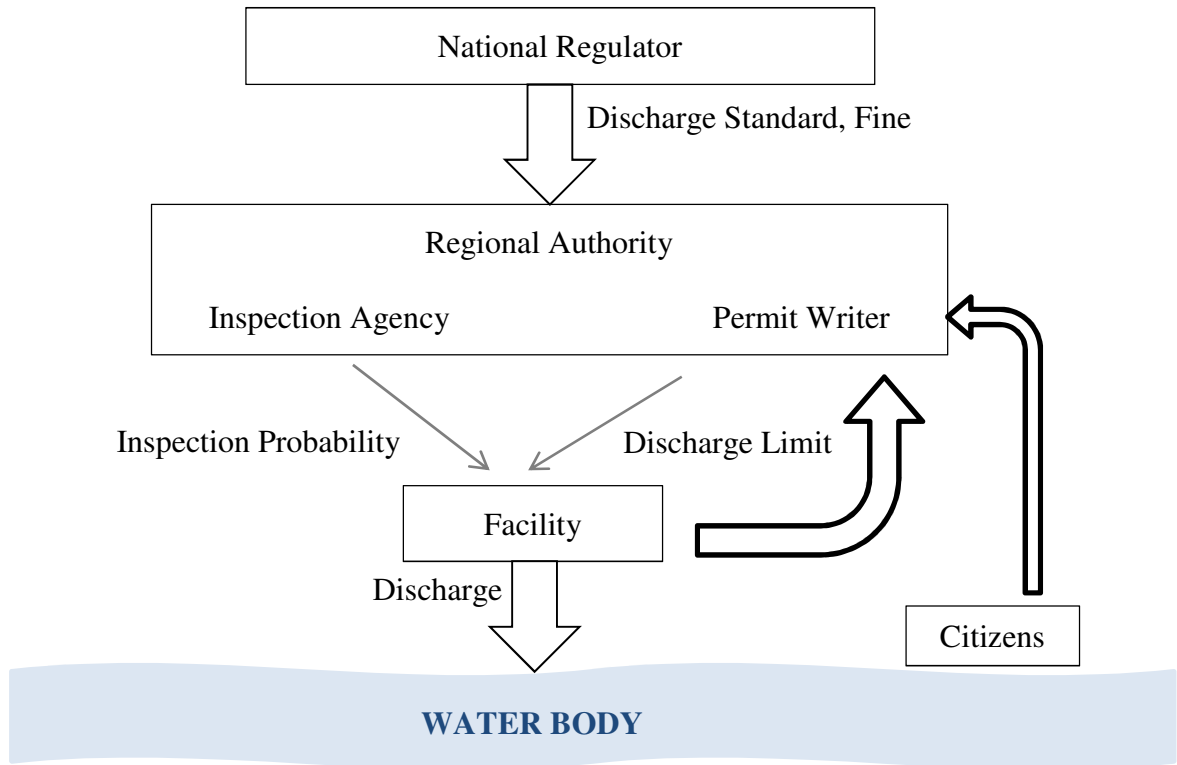 National Regulator
Discharge Standard, Fine
Regional Authority
Inspection Agency
Permit Writer
Inspection Probability
Discharge Limit
Facility
Discharge
Citizens
WATER BODY